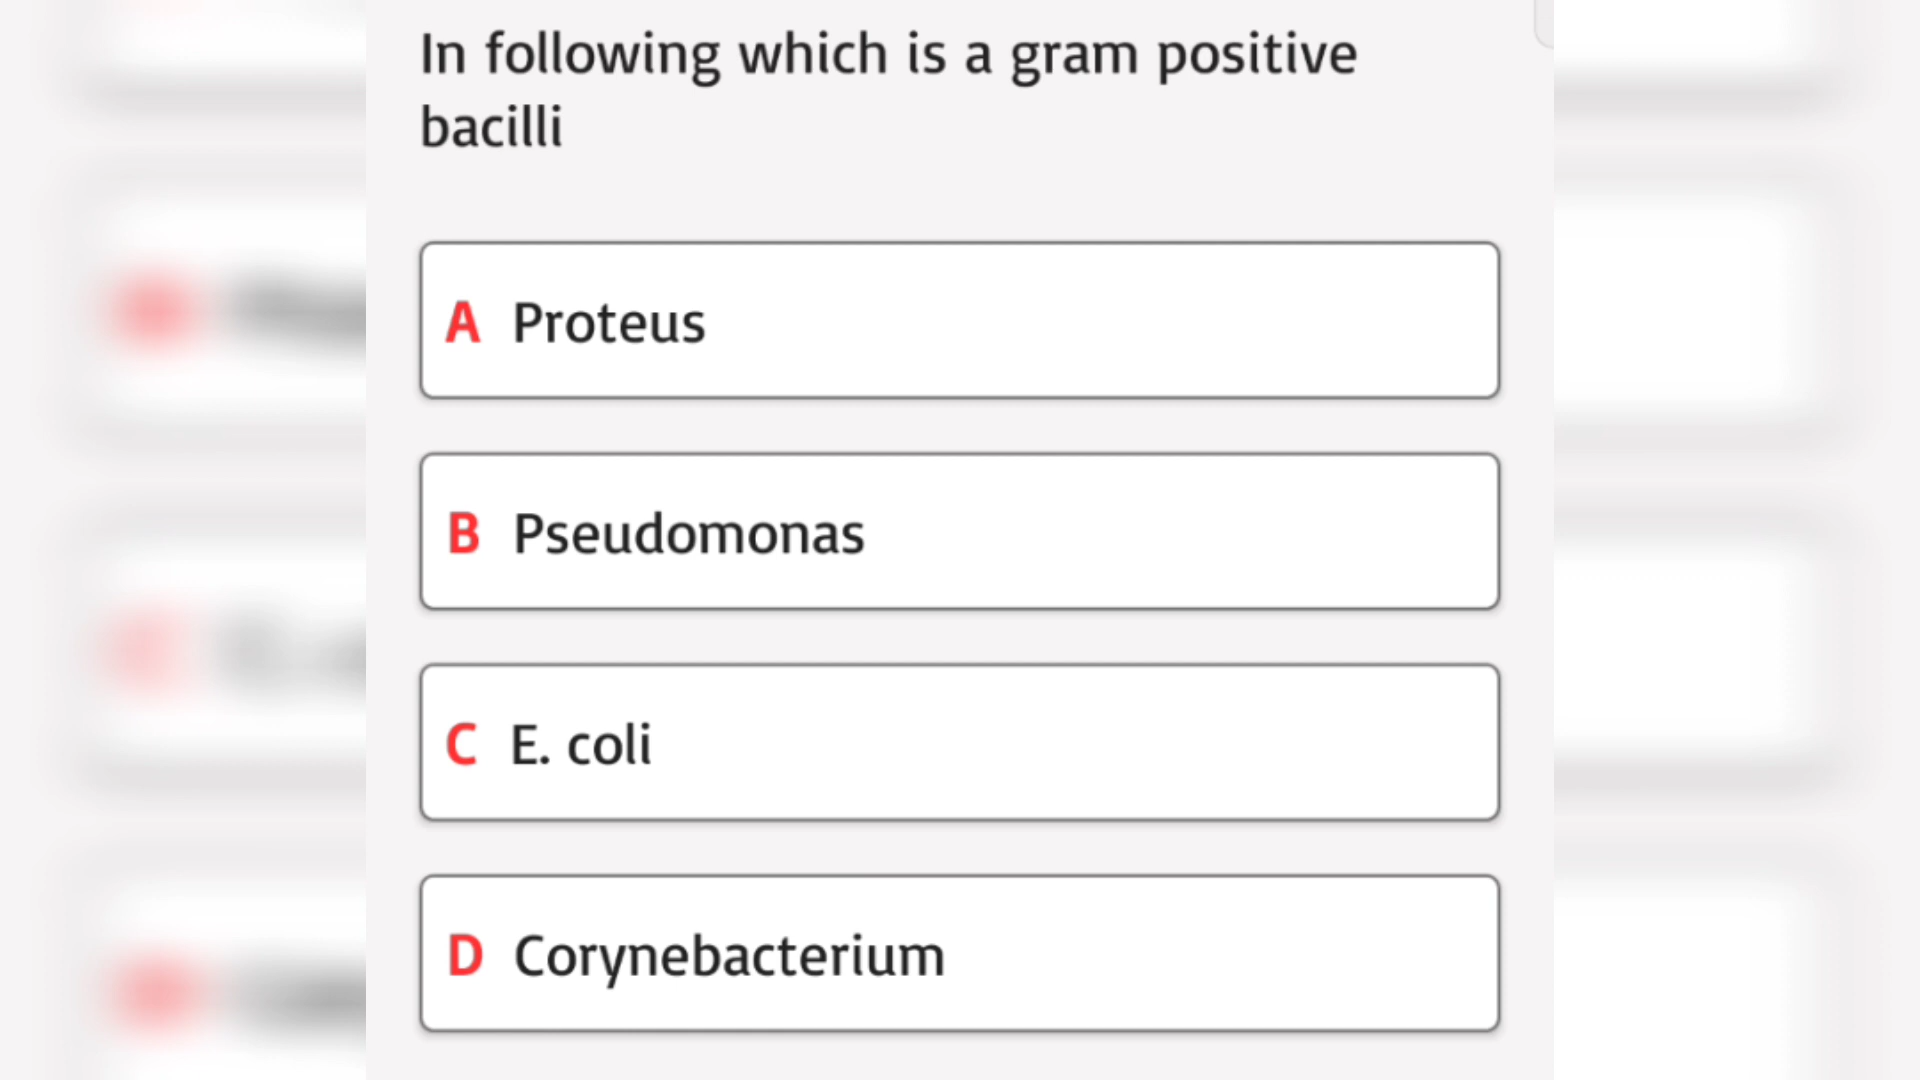 In following which is a gram positive
bacilli
A Proteus
B Pseudomonas
C E. coli
D Corynebacterium